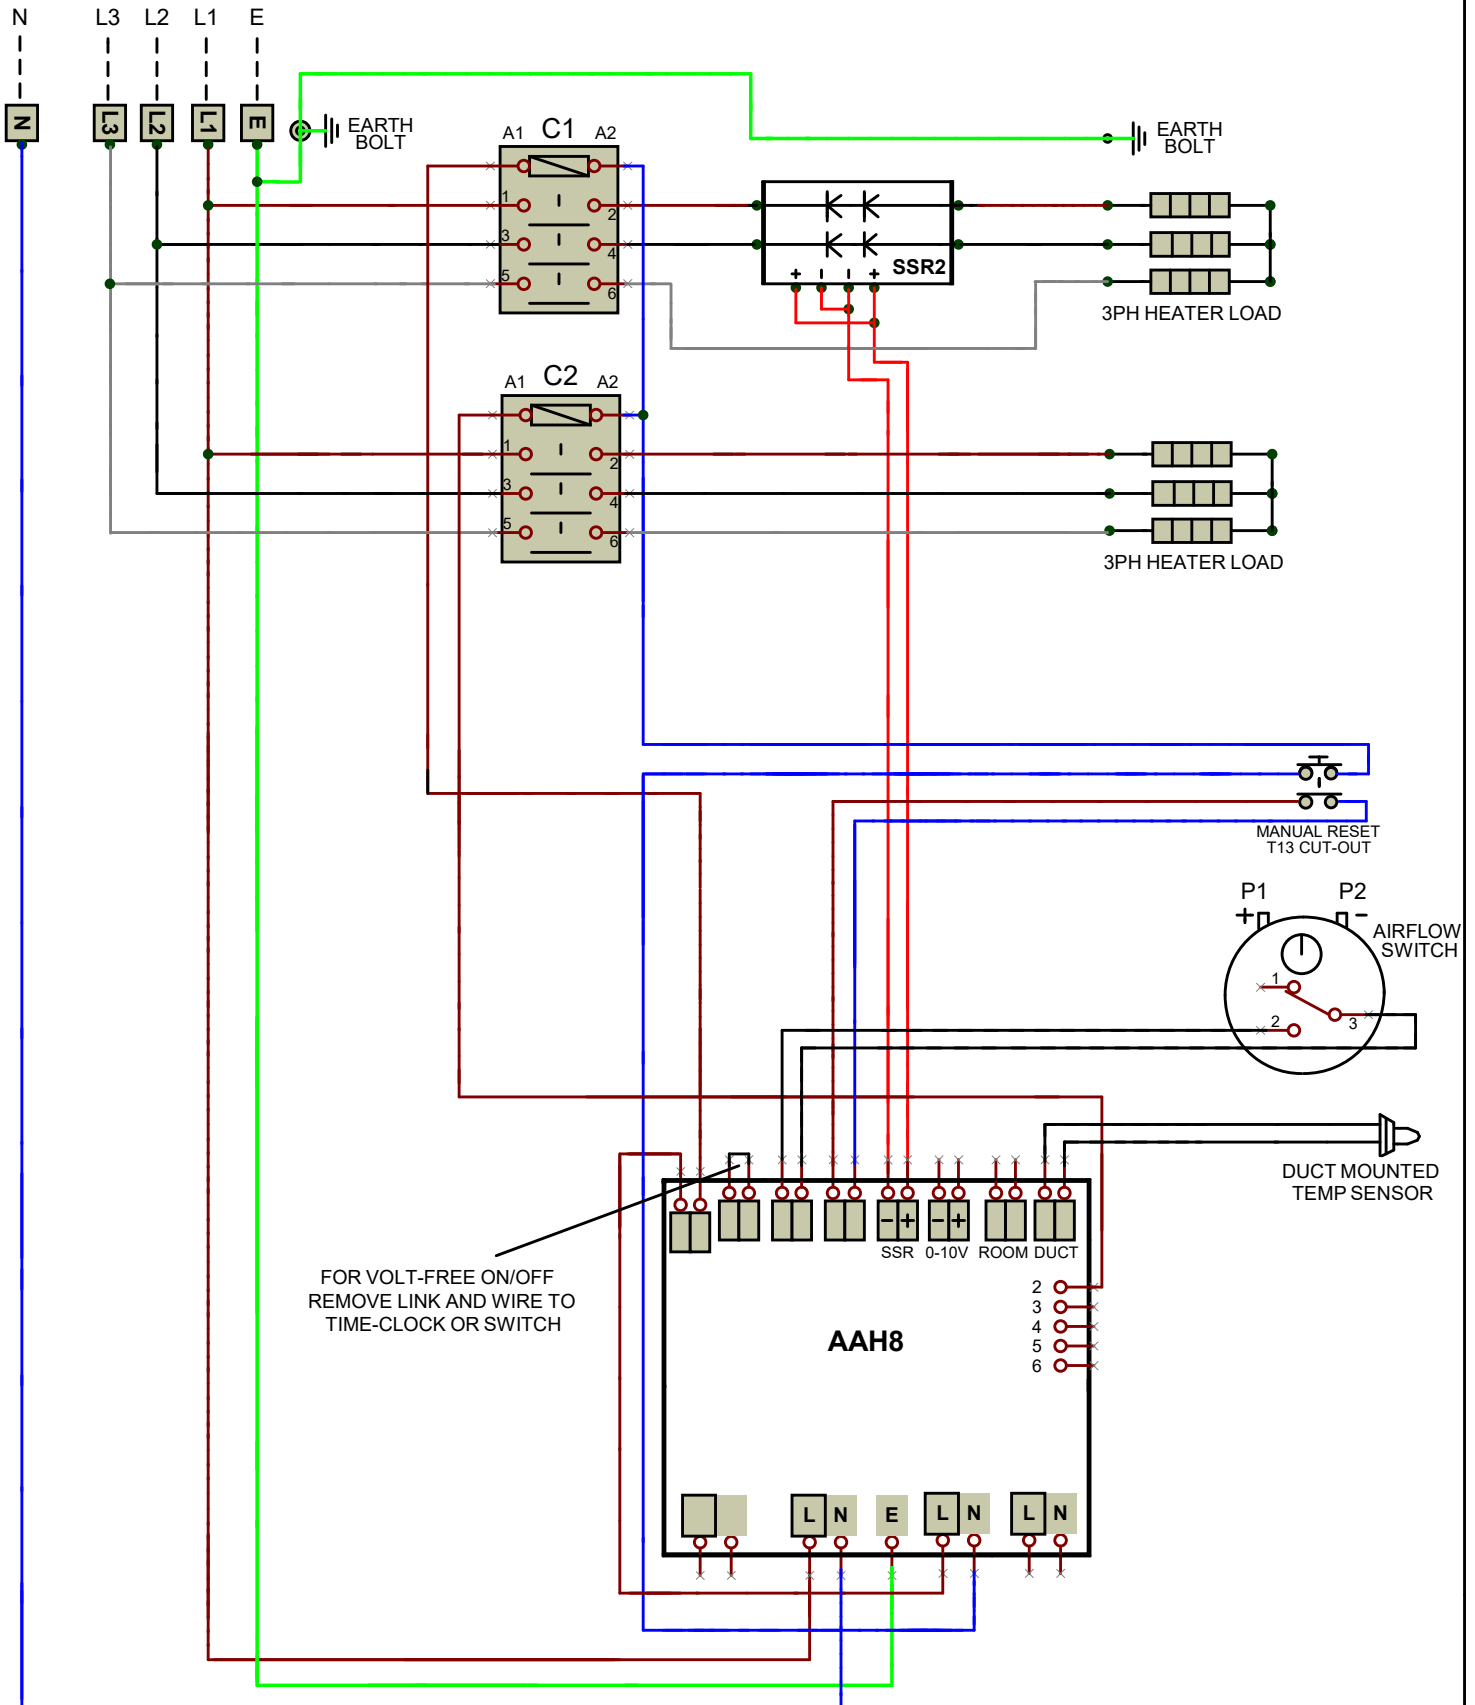 N L3 L2 L1 E
N L3 L2 L1 E
EARTH
BOLT
A1 C1 A2
1 2
3 4
5 6
EARTH
BOLT
+ - - +
SSR2
3PH HEATER LOAD
A1 C2 A2
1 2
3 4
5 6
3PH HEATER LOAD
MANUAL RESET
T13 CUT-OUT
P1 P2
+ -
AIRFLOW
SWITCH
1
2 3
DUCT MOUNTED
TEMP SENSOR
- + - +
SSR 0-10V ROOM DUCT
FOR VOLT-FREE ON/OFF
REMOVE LINK AND WIRE TO
TIME-CLOCK OR SWITCH
2
3
4
5
6
AAH8
L N E L N L N